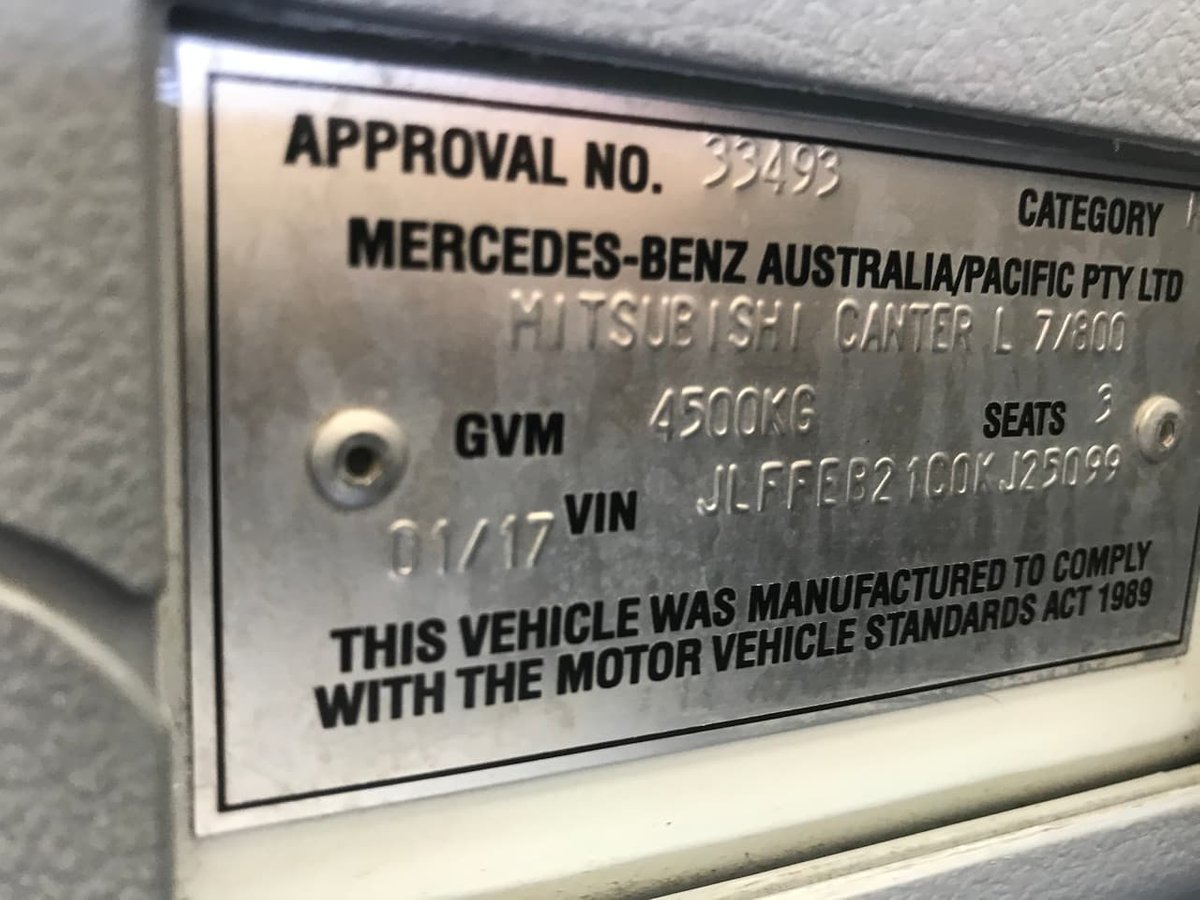 APPROVAL NO. 33493
CATEGORY
MERCEDES-BENZ AUSTRALIA/PACIFIC PTY LTD
MITSUBISHI CANTER L 7/800
GVM 4500KG SEATS 3
01/17 VIN JLFFEB21C0KJ25099
THIS VEHICLE WAS MANUFACTURED TO COMPLY
WITH THE MOTOR VEHICLE STANDARDS ACT 1989